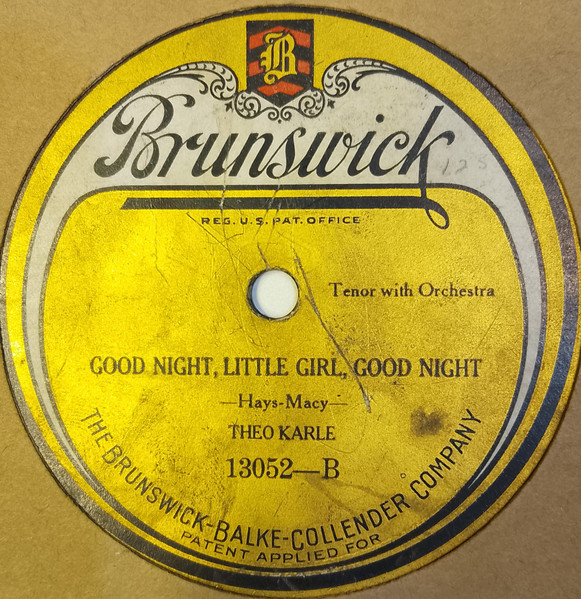 B
Brunswick
125
REG. U.S. PAT. OFFICE
Tenor with Orchestra
GOOD NIGHT, LITTLE GIRL, GOOD NIGHT
—Hays-Macy—
THEO KARLE
13052—B
THE BRUNSWICK-BALKE-COLLENDER COMPANY
PATENT APPLIED FOR